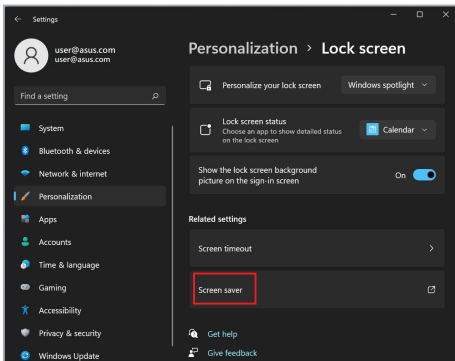 Settings
user@asus.com
user@asus.com
Find a setting
System
Bluetooth & devices
Network & internet
Personalization
Apps
Accounts
Time & language
Gaming
Accessibility
Privacy & security
Windows Update
Personalization > Lock screen
Personalize your lock screen
Windows spotlight
Lock screen status
Choose an app to show detailed status
on the lock screen
Calendar
Show the lock screen background
picture on the sign-in screen
On
Related settings
Screen timeout
Screen saver
Get help
Give feedback